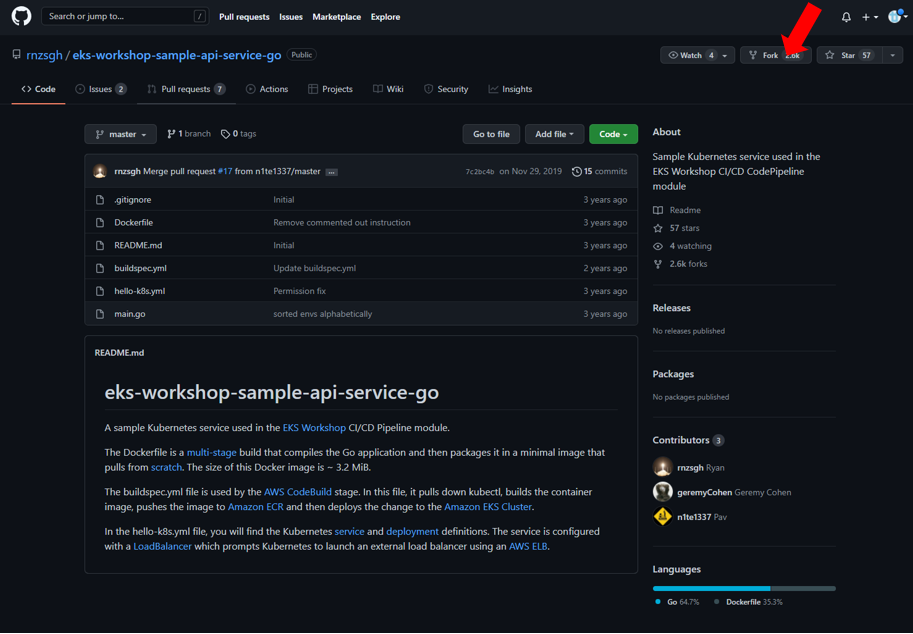 Search or jump to... /
Pull requests Issues Marketplace Explore
rnzsgh / eks-workshop-sample-api-service-go Public
Watch 4 Fork 2.6k Star 57
Code Issues 2 Pull requests 7 Actions Projects Wiki Security Insights
master 1 branch 0 tags Go to file Add file Code
rnzsgh Merge pull request #17 from n1te1337/master ... 7c2bc4b on Nov 29, 2019 15 commits
.gitignore Initial 3 years ago
Dockerfile Remove commented out instruction 3 years ago
README.md Initial 3 years ago
buildspec.yml Update buildspec.yml 2 years ago
hello-k8s.yml Permission fix 3 years ago
main.go sorted envs alphabetically 3 years ago
README.md
eks-workshop-sample-api-service-go
A sample Kubernetes service used in the EKS Workshop CI/CD Pipeline module.
The Dockerfile is a multi-stage build that compiles the Go application and then packages it in a minimal image that
pulls from scratch. The size of this Docker image is ~ 3.2 MiB.
The buildspec.yml file is used by the AWS CodeBuild stage. In this file, it pulls down kubectl, builds the container
image, pushes the image to Amazon ECR and then deploys the change to the Amazon EKS Cluster.
In the hello-k8s.yml file, you will find the Kubernetes service and deployment definitions. The service is configured
with a LoadBalancer which prompts Kubernetes to launch an external load balancer using an AWS ELB.
About
Sample Kubernetes service used in the
EKS Workshop CI/CD CodePipeline
module
Readme
57 stars
4 watching
2.6k forks
Releases
No releases published
Packages
No packages published
Contributors 3
rnzsgh Ryan
geremyCohen Geremy Cohen
n1te1337 Pav
Languages
Go 64.7% Dockerfile 35.3%